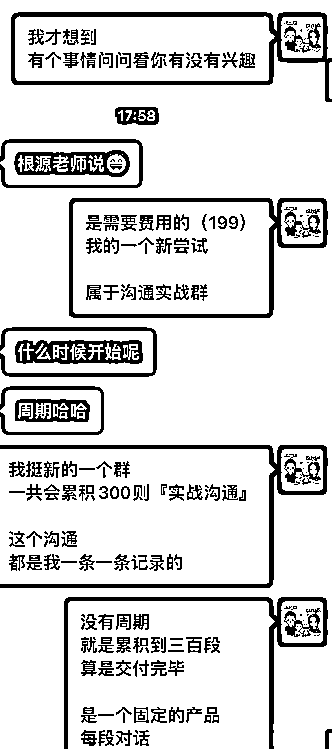 我才想到
有个事情问问看你有没有兴趣
17:58
根源老师说😄
是需要费用的（199）
我的一个新尝试
属于沟通实战群
什么时候开始呢
周期哈哈
我挺新的一个群
一共会累积300则『实战沟通』
这个沟通
都是我一条一条记录的
没有周期
就是累积到三百段
算是交付完毕
是一个固定的产品
每段对话